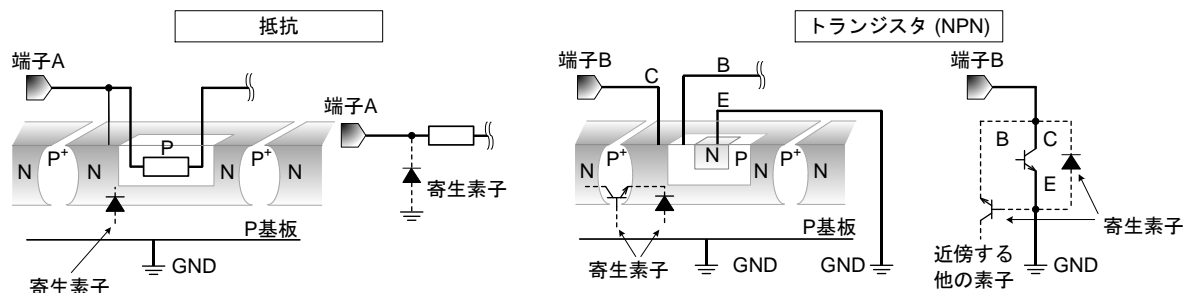 抵抗
トランジスタ (NPN)
端子A
端子A
P
N
P+
N
N
P+
N
寄生素子
P基板
GND
寄生素子
端子B
C
B
E
N
P+
N
N
P
N
P+
N
P基板
GND
GND
寄生素子
端子B
B
C
E
寄生素子
近傍する
他の素子
GND